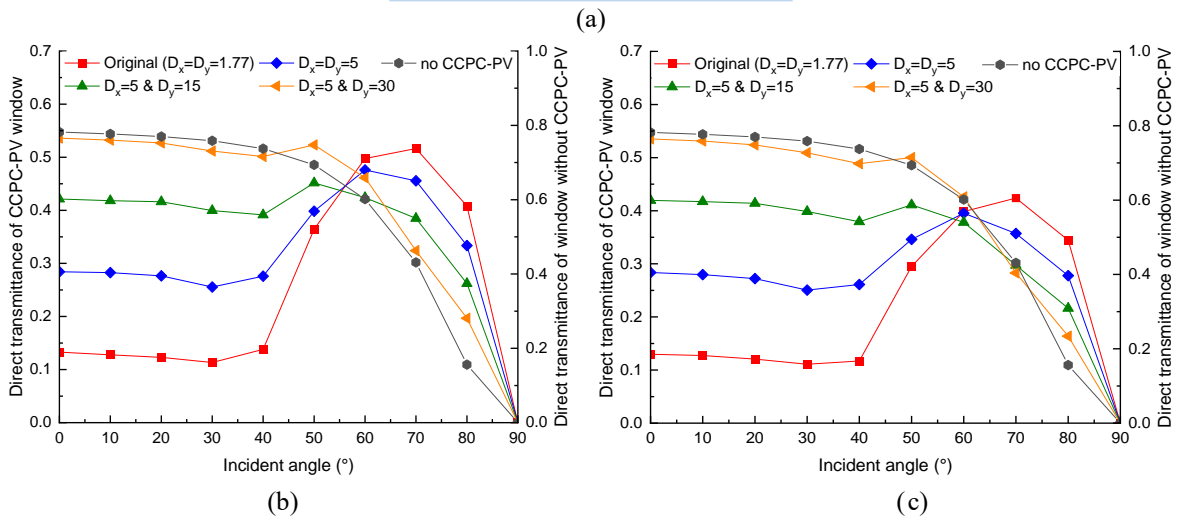 (a)
Original (Dx=Dy=1.77) Dx=Dy=5 no CCPC-PV
Dx=5 & Dy=15 Dx=5 & Dy=30
Direct transmittance of CCPC-PV window
0.7
0.6
0.5
0.4
0.3
0.2
0.1
0.0
0 10 20 30 40 50 60 70 80 90
Incident angle (°)
1.0
0.8
0.6
0.4
0.2
0.0
Direct transmittance of window without CCPC-PV
(b)
Original (Dx=Dy=1.77) Dx=Dy=5 no CCPC-PV
Dx=5 & Dy=15 Dx=5 & Dy=30
Direct transmittance of CCPC-PV window
0.7
0.6
0.5
0.4
0.3
0.2
0.1
0.0
0 10 20 30 40 50 60 70 80 90
Incident angle (°)
1.0
0.8
0.6
0.4
0.2
0.0
Direct transmittance of window without CCPC-PV
(c)